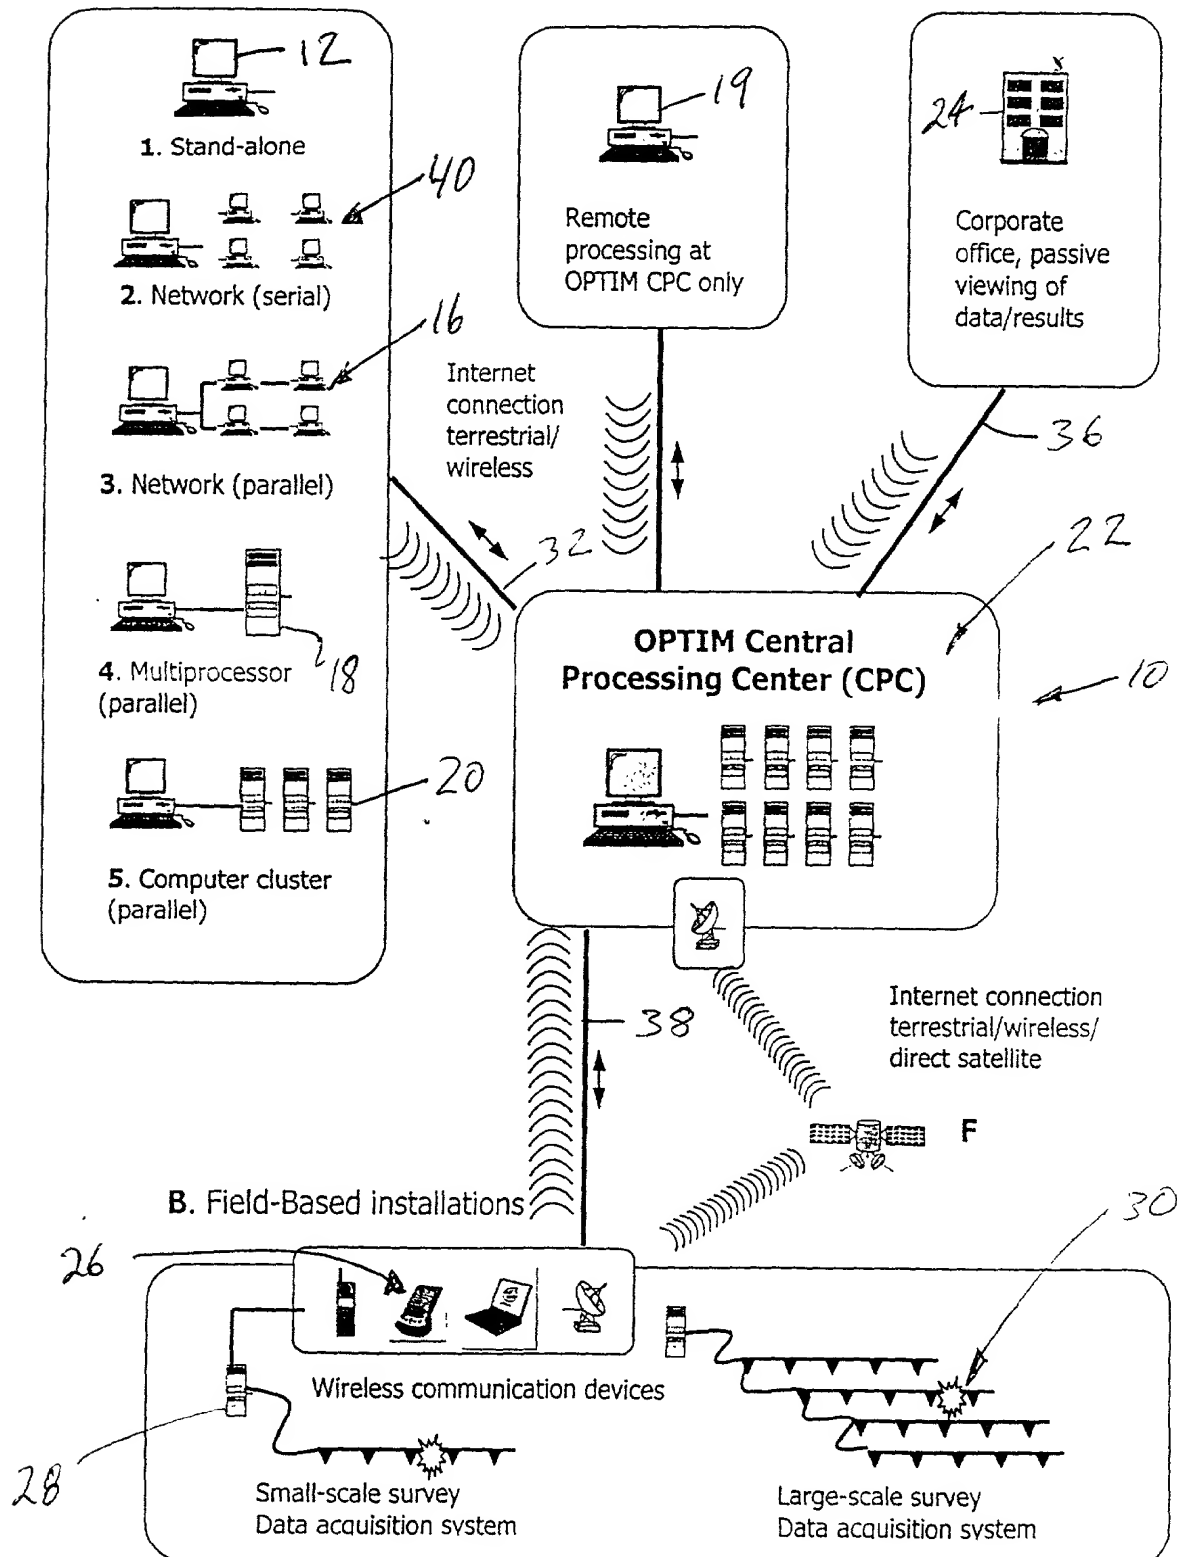 12
1. Stand-alone
40
2. Network (serial)
16
3. Network (parallel)
18
4. Multiprocessor
(parallel)
20
5. Computer cluster
(parallel)
19
Remote
processing at
OPTIM CPC only
24
Corporate
office, passive
viewing of
data/results
Internet
connection
terrestrial/
wireless
32
36
22
10
OPTIM Central
Processing Center (CPC)
38
Internet connection
terrestrial/wireless/
direct satellite
F
B. Field-Based installations
26
30
Wireless communication devices
28
Small-scale survey
Data acquisition system
Large-scale survey
Data acquisition system